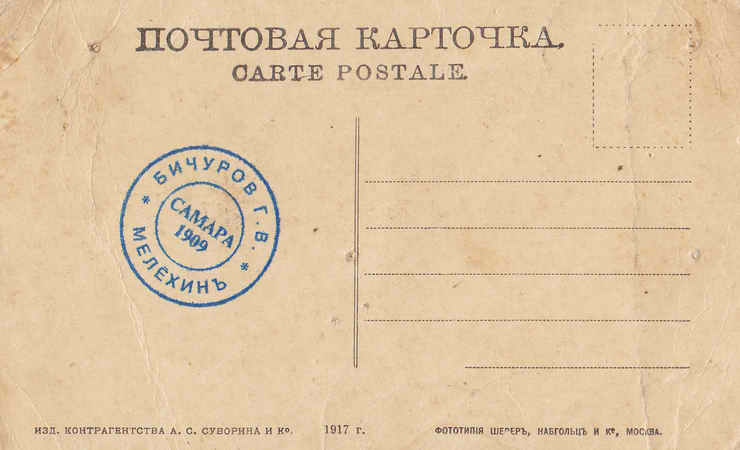 ПОЧТОВАЯ КАРТОЧКА.
CARTE POSTALE.
БИЧУРОВ Г. В.
САМАРА
1909
* МЕЛЕХИНЪ *
ИЗД. КОНТРАГЕНТСТВА А. С. СУВОРИНА И Ко. 1917 г. ФОТОТИПІЯ ШЕРЕРЪ, НАБГОЛЬЦЪ И Ко, МОСКВА.